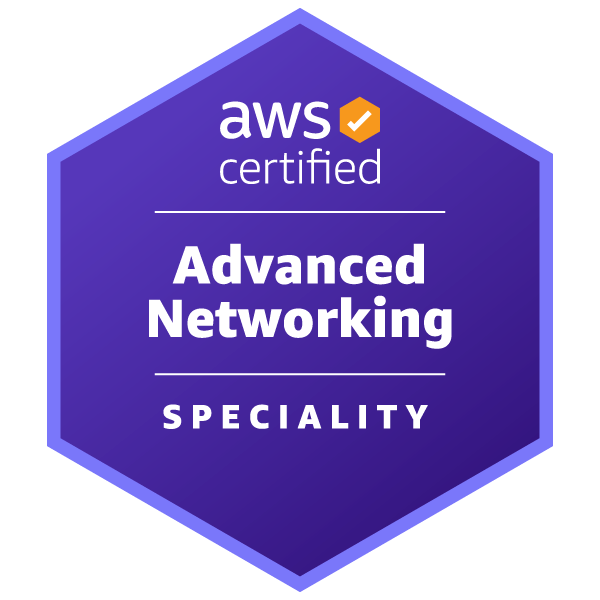 aws
certified
Advanced
Networking
SPECIALITY